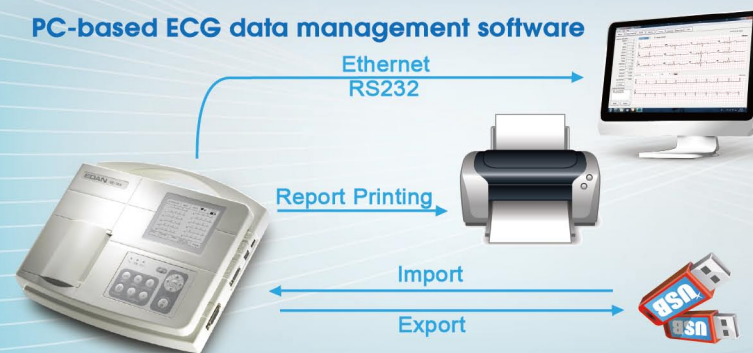 PC-based ECG data management software
Ethernet
RS232
EDAN
Report Printing
Import
Export
USB
USB